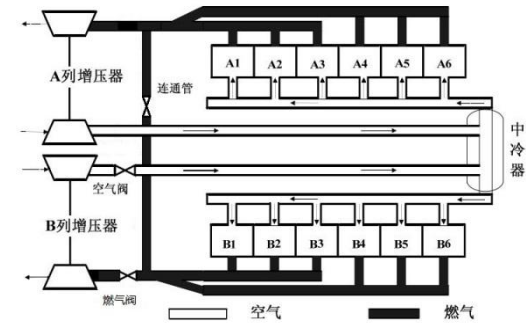 A1 A2 A3 A4 A5 A6
A列增压器
连通管
中冷器
空气阀
B列增压器
B1 B2 B3 B4 B5 B6
燃气阀
空气 燃气